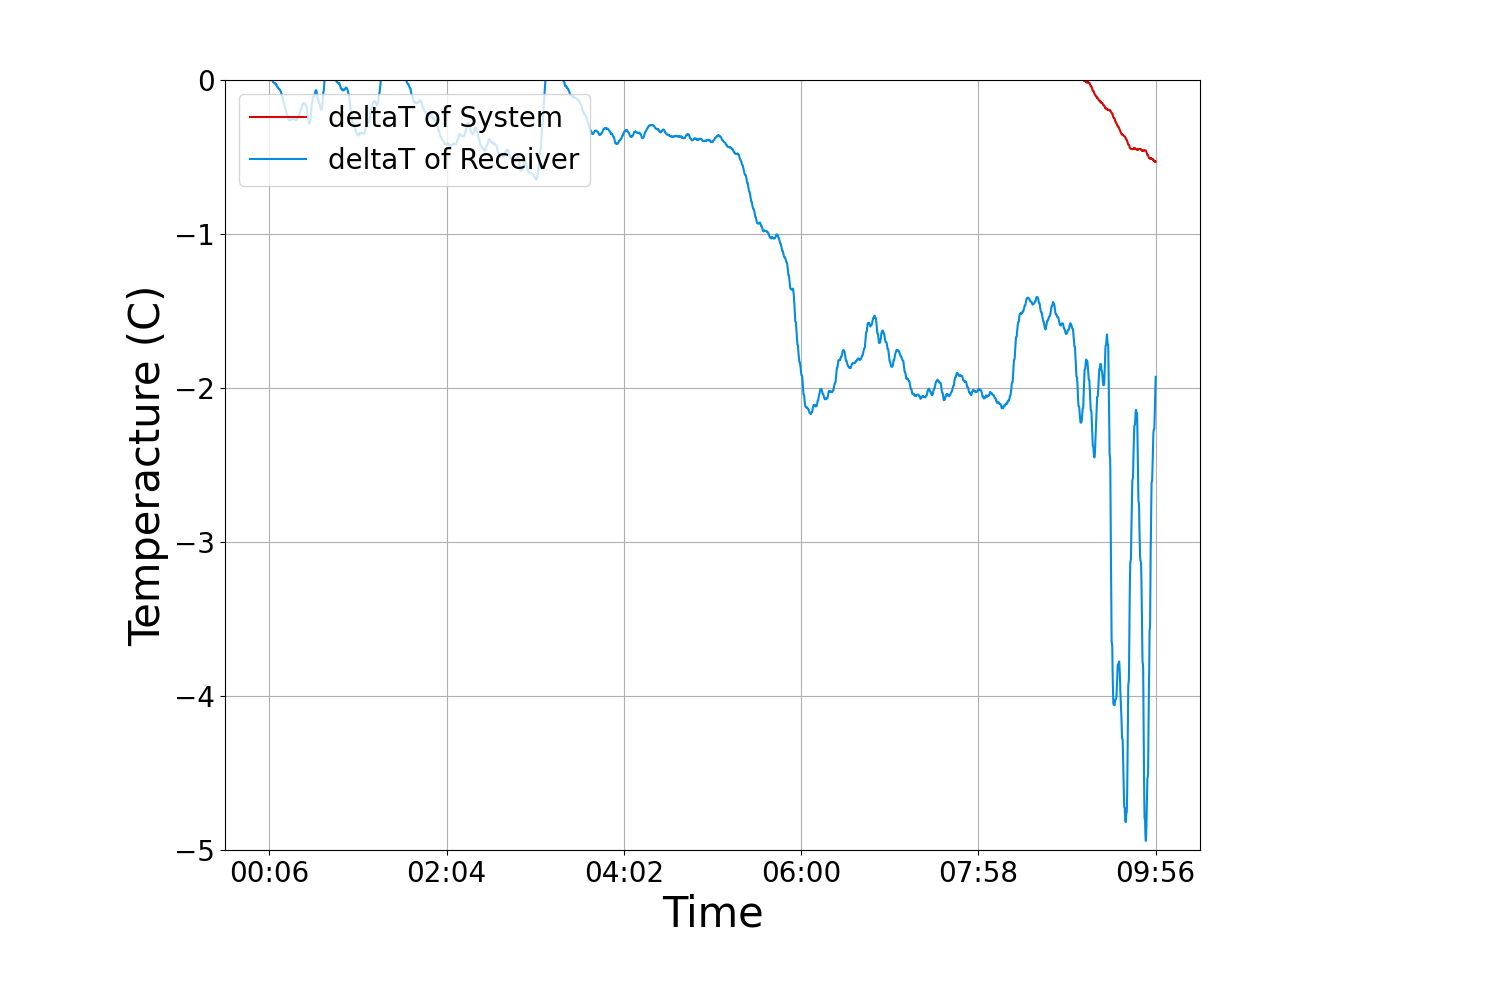 0
−1
−2
−3
−4
−5
Temperacture (C)
deltaT of System
deltaT of Receiver
00:06 02:04 04:02 06:00 07:58 09:56
Time